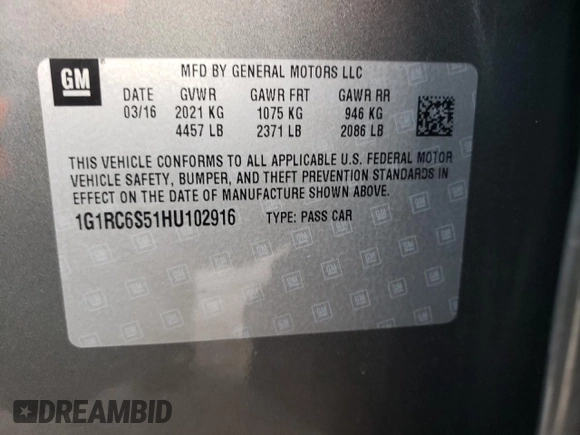 GM
MFD BY GENERAL MOTORS LLC
DATE GVWR GAWR FRT GAWR RR
03/16 2021 KG 1075 KG 946 KG
4457 LB 2371 LB 2086 LB
THIS VEHICLE CONFORMS TO ALL APPLICABLE U.S. FEDERAL MOTOR
VEHICLE SAFETY, BUMPER, AND THEFT PREVENTION STANDARDS IN
EFFECT ON THE DATE OF MANUFACTURE SHOWN ABOVE.
1G1RC6S51HU102916 TYPE: PASS CAR
DREAMBID